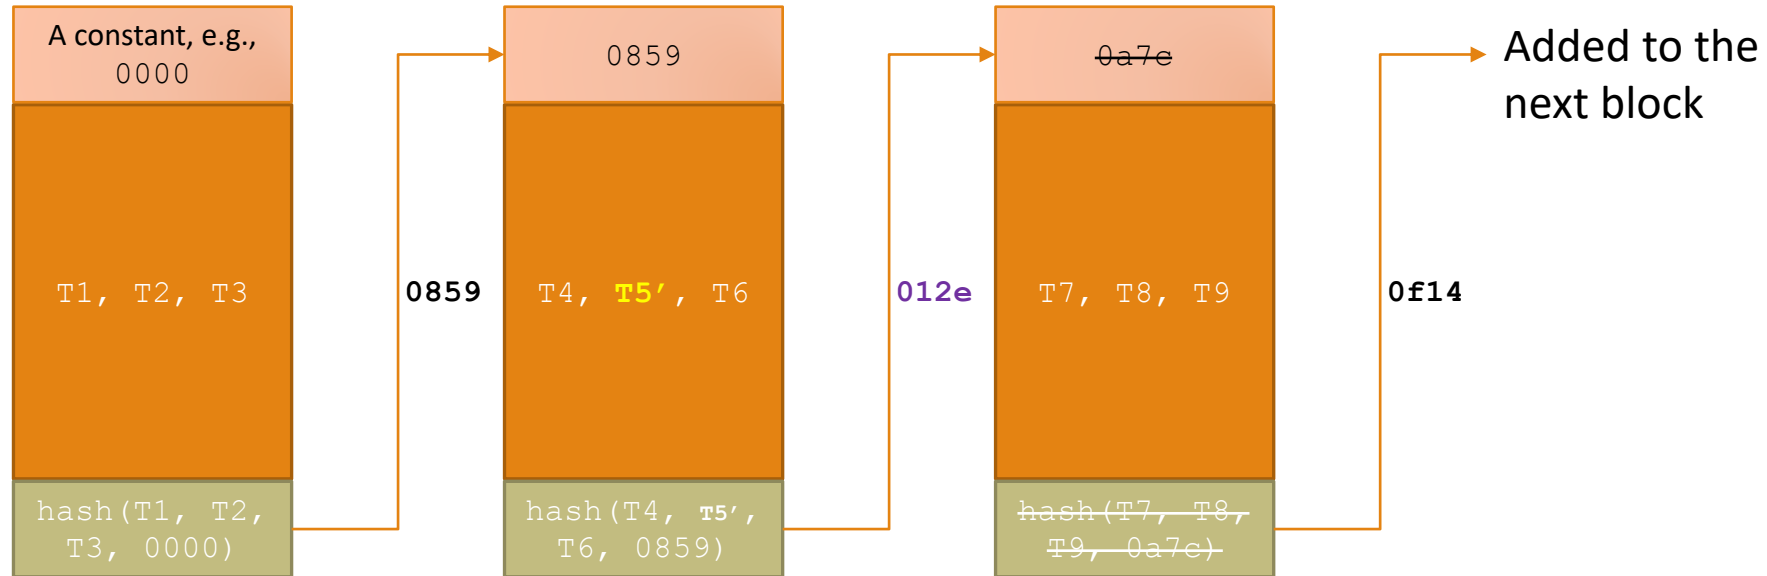 A constant, e.g.,
0000
T1, T2, T3
hash(T1, T2,
T3, 0000)
0859
0859
T4, T5’, T6
hash(T4, T5’,
T6, 0859)
012e
0a7c
T7, T8, T9
hash(T7, T8,
T9, 0a7c)
0f14
Added to the
next block